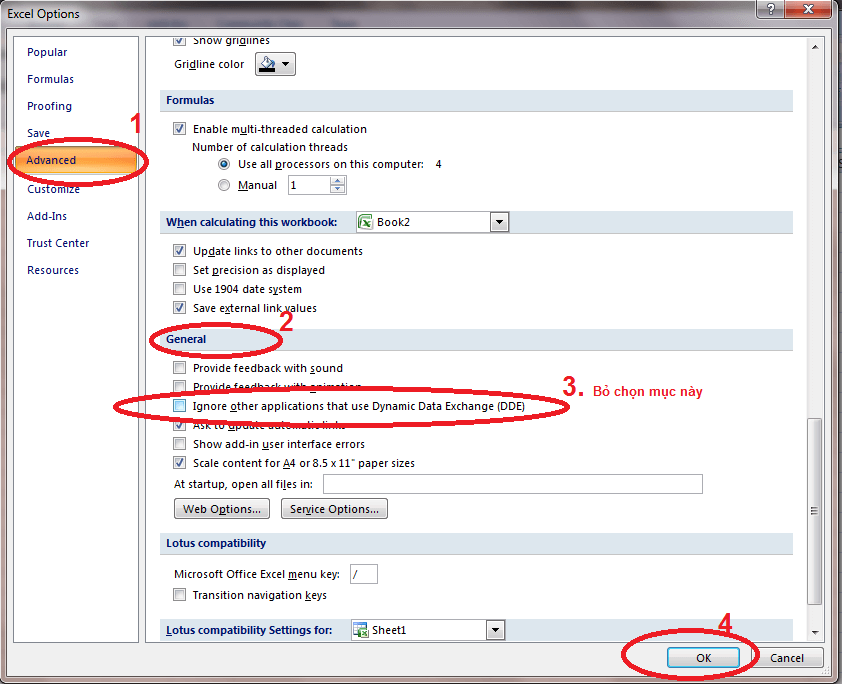 Excel Options
Popular
Formulas
Proofing
Save
1
Advanced
Customize
Add-Ins
Trust Center
Resources
Show gridlines
Gridline color
Formulas
Enable multi-threaded calculation
Number of calculation threads
Use all processors on this computer: 4
Manual 1
When calculating this workbook: Book2
Update links to other documents
Set precision as displayed
Use 1904 date system
Save external link values
2
General
Provide feedback with sound
Provide feedback with animation
3. Bỏ chọn mục này
Ignore other applications that use Dynamic Data Exchange (DDE)
Ask to update automatic links
Show add-in user interface errors
Scale content for A4 or 8.5 x 11" paper sizes
At startup, open all files in:
Web Options... Service Options...
Lotus compatibility
Microsoft Office Excel menu key: /
Transition navigation keys
Lotus compatibility Settings for: Sheet1
4
OK Cancel